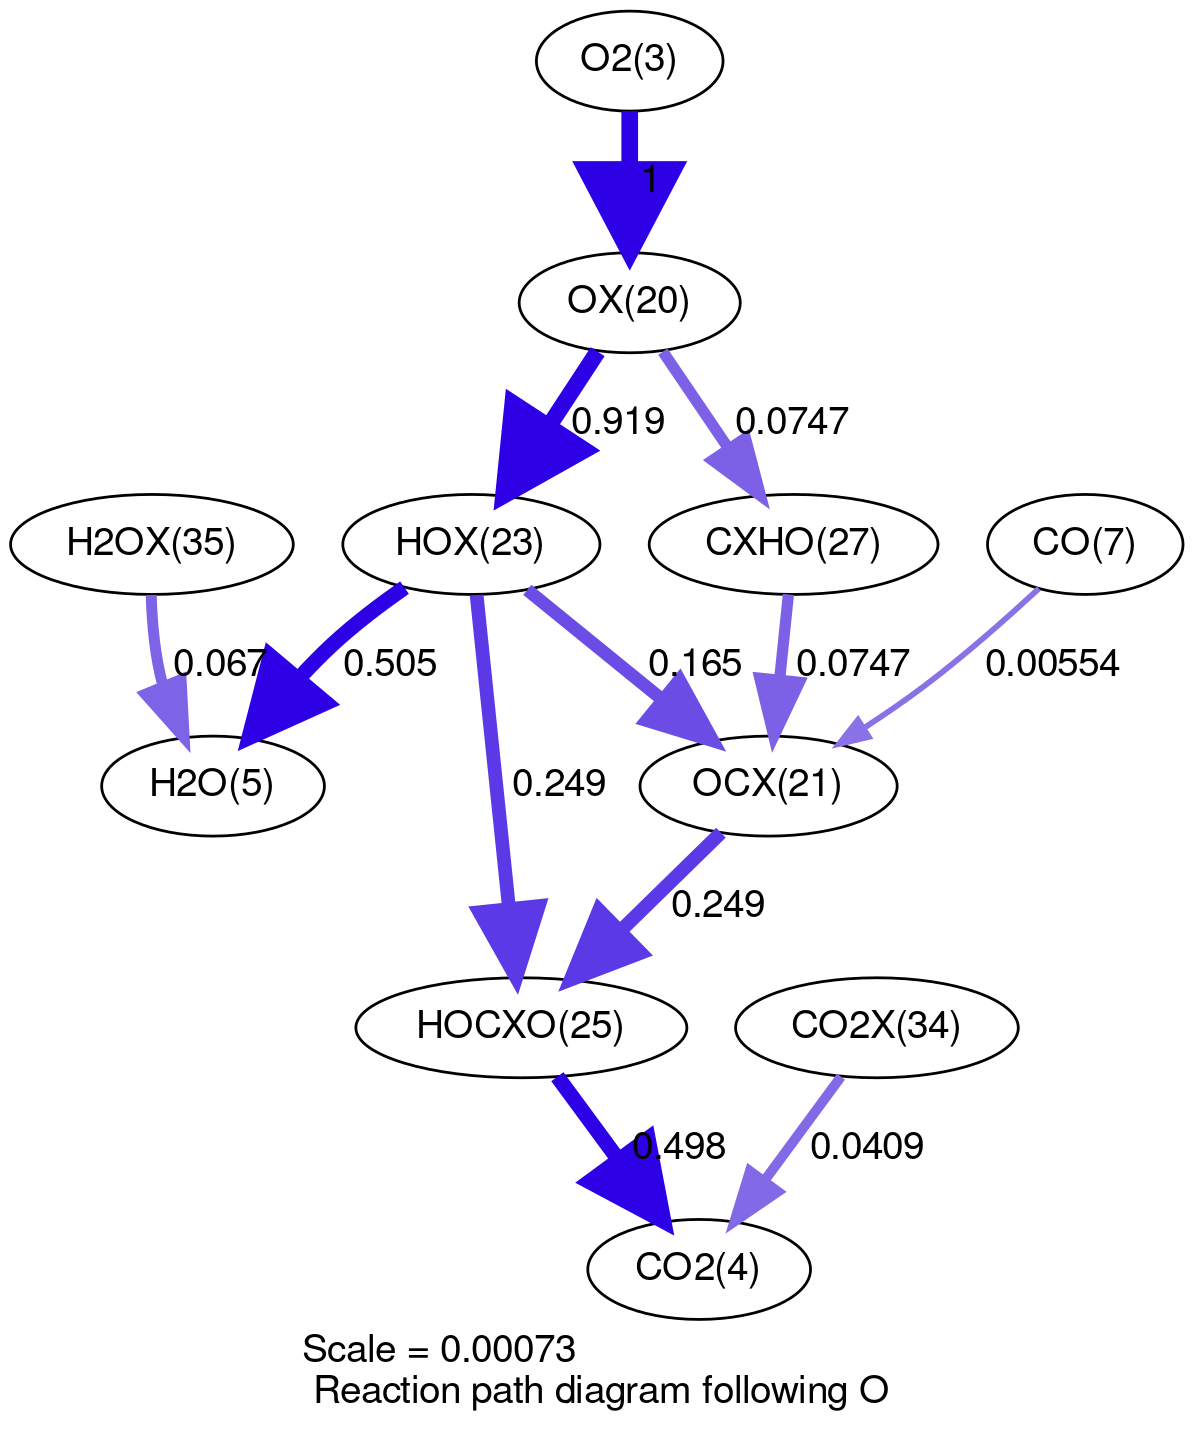 O2(3)
1
OX(20)
0.919
0.0747
H2OX(35)
HOX(23)
CXHO(27)
CO(7)
0.067
0.505
0.165
0.0747
0.00554
H2O(5)
0.249
OCX(21)
0.249
HOCXO(25)
CO2X(34)
0.498
0.0409
CO2(4)
Scale = 0.00073
Reaction path diagram following O